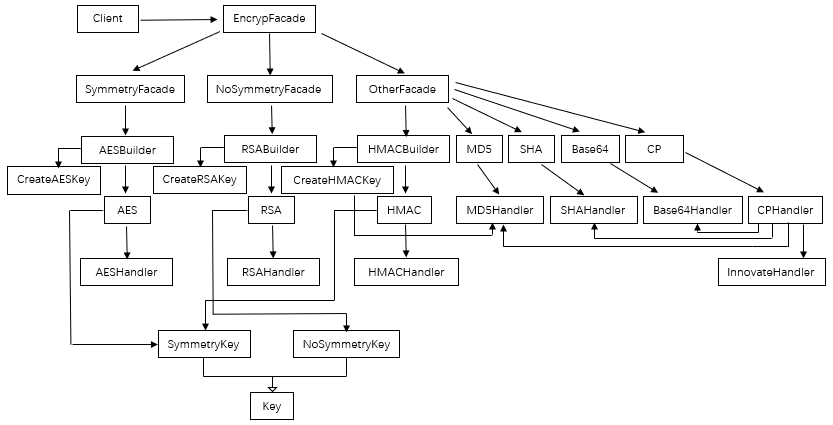 Client
EncrypFacade
SymmetryFacade
NoSymmetryFacade
OtherFacade
AESBuilder
RSABuilder
HMACBuilder
MD5
SHA
Base64
CP
CreateAESKey
CreateRSAKey
CreateHMACKey
AES
RSA
HMAC
MD5Handler
SHAHandler
Base64Handler
CPHandler
AESHandler
RSAHandler
HMACHandler
InnovateHandler
SymmetryKey
NoSymmetryKey
Key